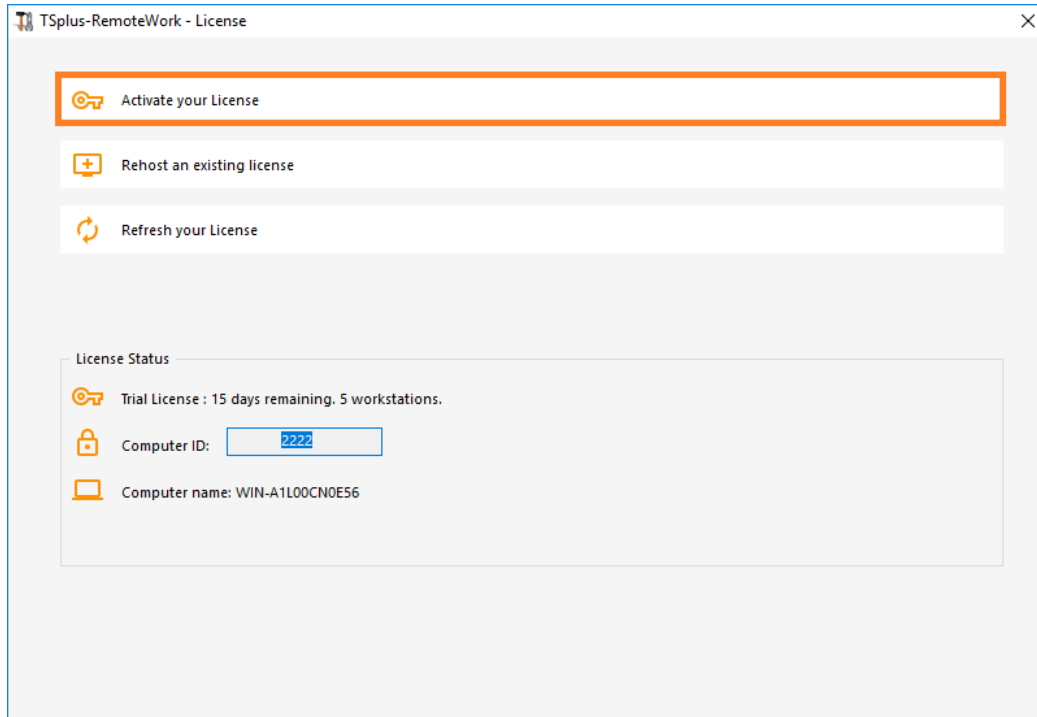 TSplus-RemoteWork - License
Activate your License
Rehost an existing license
Refresh your License
License Status
Trial License : 15 days remaining. 5 workstations.
Computer ID: 2222
Computer name: WIN-A1L00CN0E56